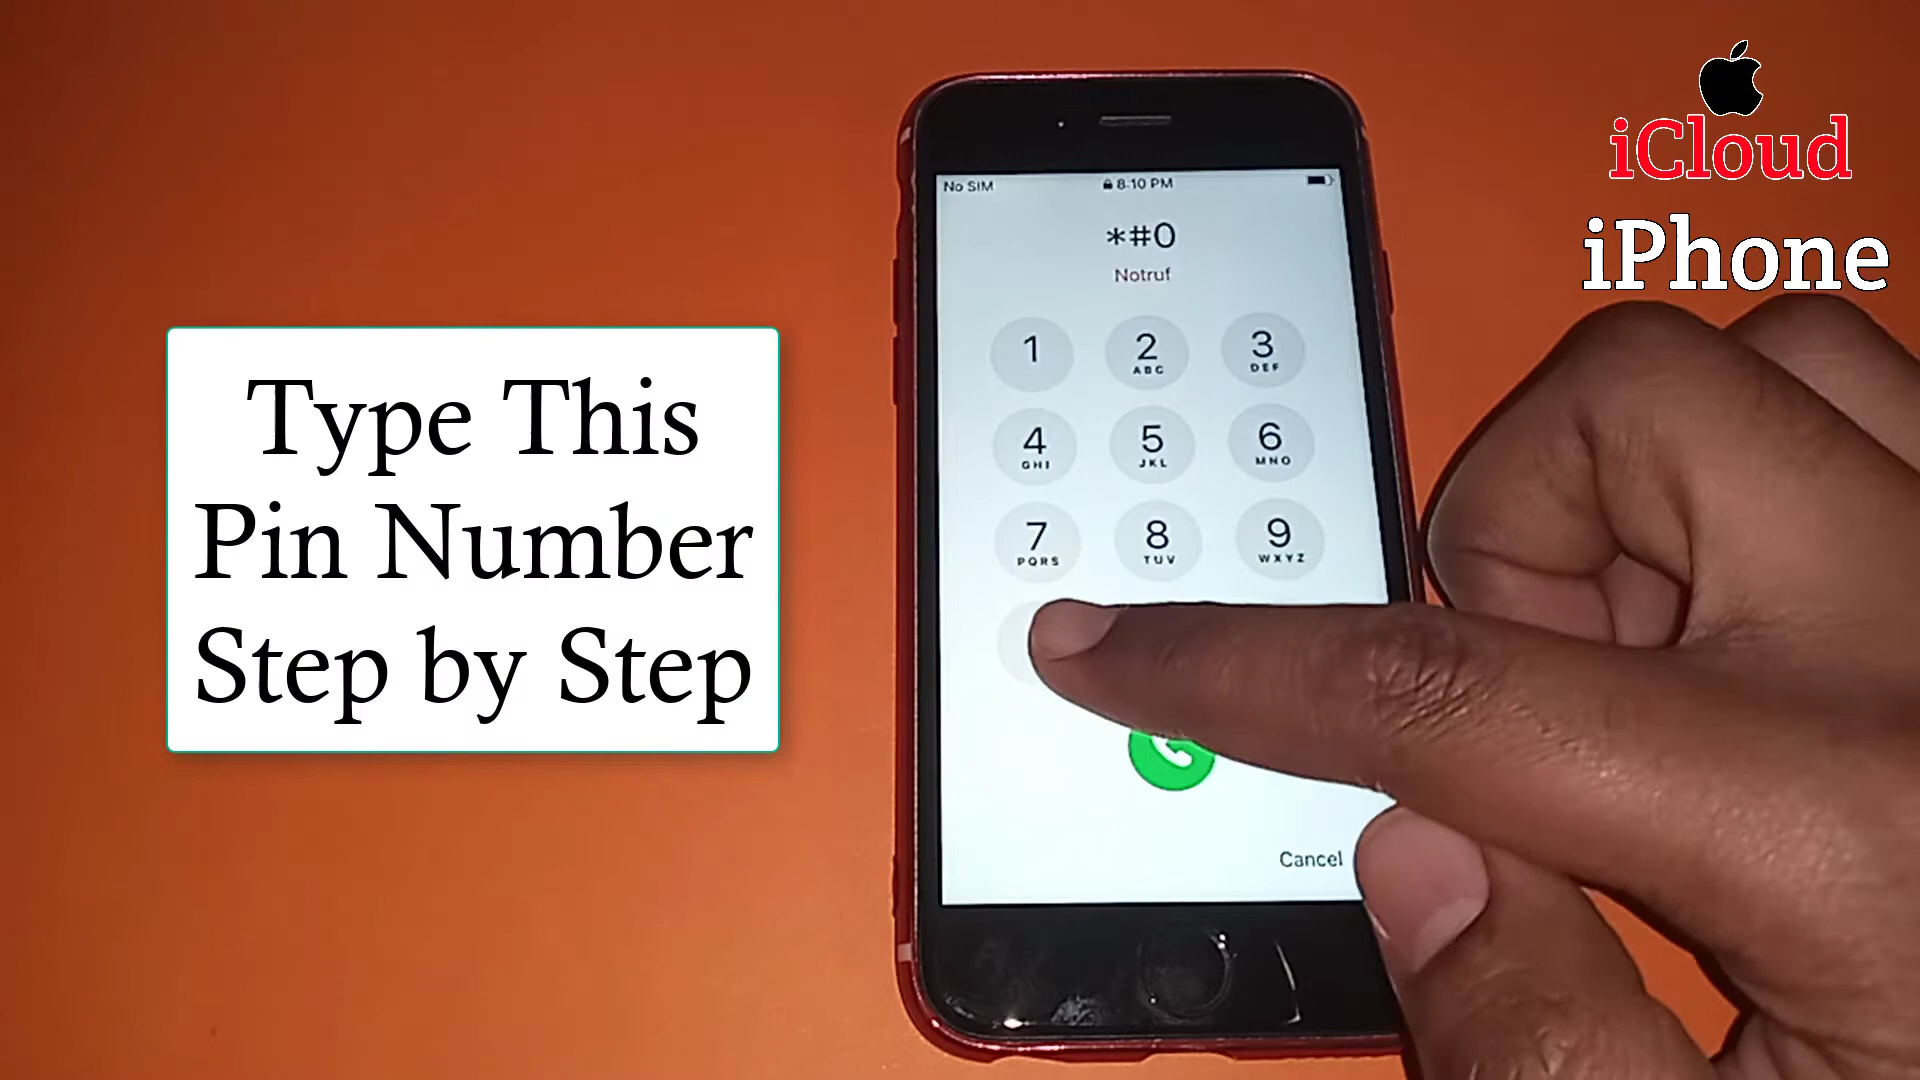 iCloud
iPhone
Type This
Pin Number
Step by Step
No SIM
8:10 PM
*#0
Notruf
1
2
ABC
3
DEF
4
GHI
5
JKL
6
MNO
7
PQRS
8
TUV
9
WXYZ
Cancel